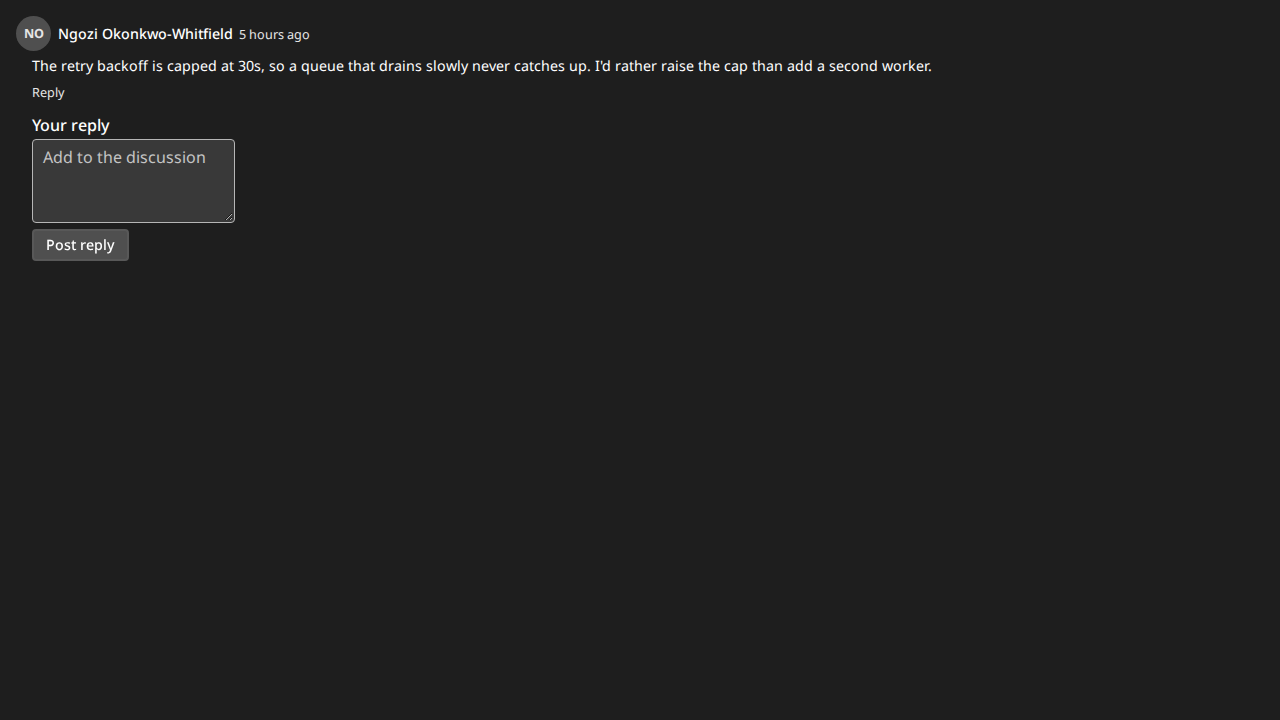 NO Ngozi Okonkwo-Whitfield 5 hours ago
The retry backoff is capped at 30s, so a queue that drains slowly never catches up. I'd rather raise the cap than add a second worker.
Reply
Your reply
Add to the discussion
Post reply